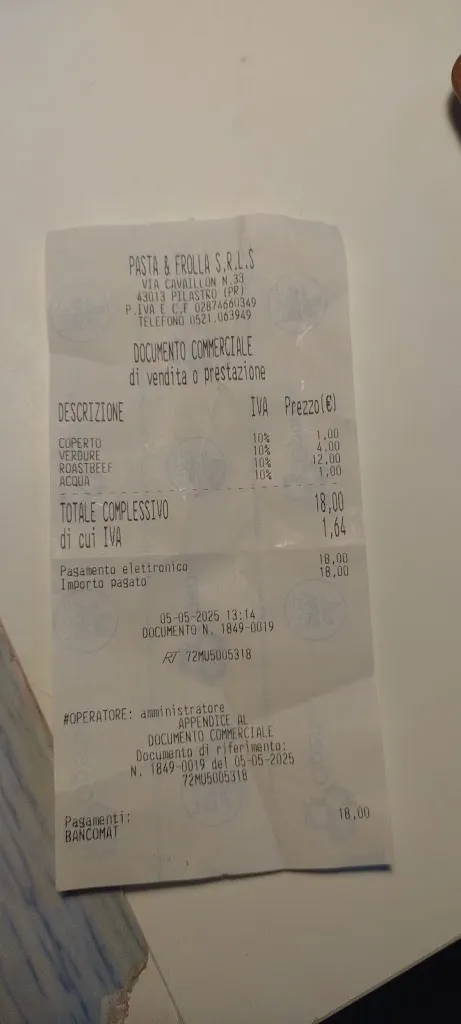 PASTA & FROLLA S.R.L.S
VIA CAVAILLON N.33
43013 PILASTRO (PR)
P.IVA E C.F 02874660349
TELEFONO 0521.063949
DOCUMENTO COMMERCIALE
di vendita o prestazione
DESCRIZIONE IVA Prezzo(€)
COPERTO 10% 1,00
VERDURE 10% 4,00
ROASTBEEF 10% 12,00
ACQUA 10% 1,00
TOTALE COMPLESSIVO 18,00
di cui IVA 1,64
Pagamento elettronico 18,00
Importo pagato 18,00
05-05-2025 13:14
DOCUMENTO N. 1849-0019
RT 72MU5005318
#OPERATORE: amministratore
APPENDICE AL
DOCUMENTO COMMERCIALE
Documento di riferimento:
N. 1849-0019 del 05-05-2025
72MU5005318
Pagamenti:
BANCOMAT 18,00